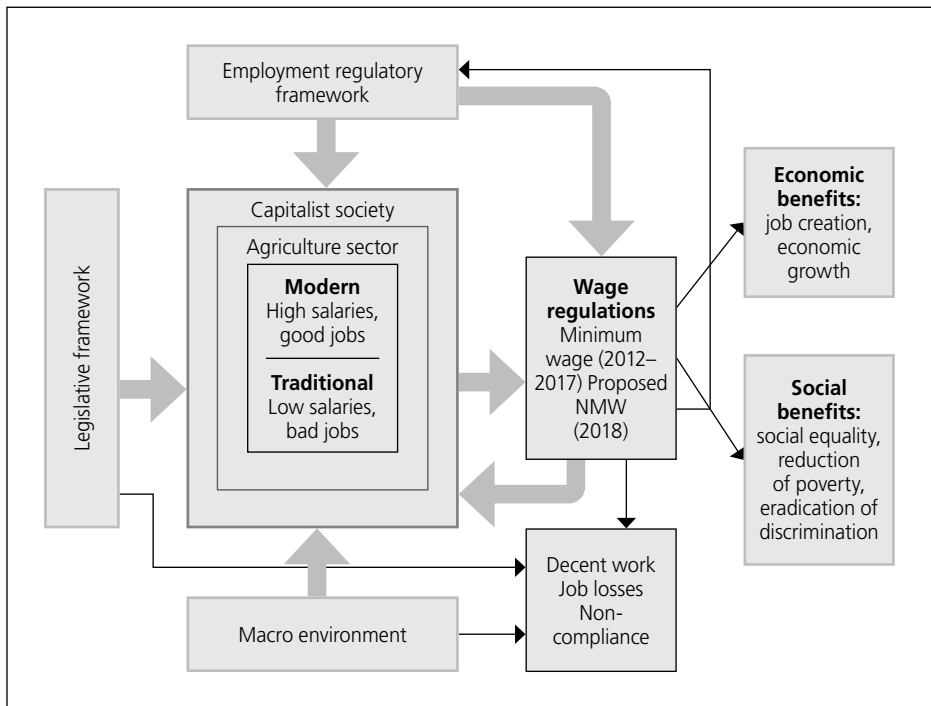 Employment regulatory
framework
Legislative framework
Capitalist society
Agriculture sector
Modern
High salaries,
good jobs
Traditional
Low salaries,
bad jobs
Wage
regulations
Minimum
wage (2012–
2017) Proposed
NMW
(2018)
Economic
benefits:
job creation,
economic
growth
Social
benefits:
social equality,
reduction
of poverty,
eradication of
discrimination
Macro environment
Decent work
Job losses
Non-
compliance